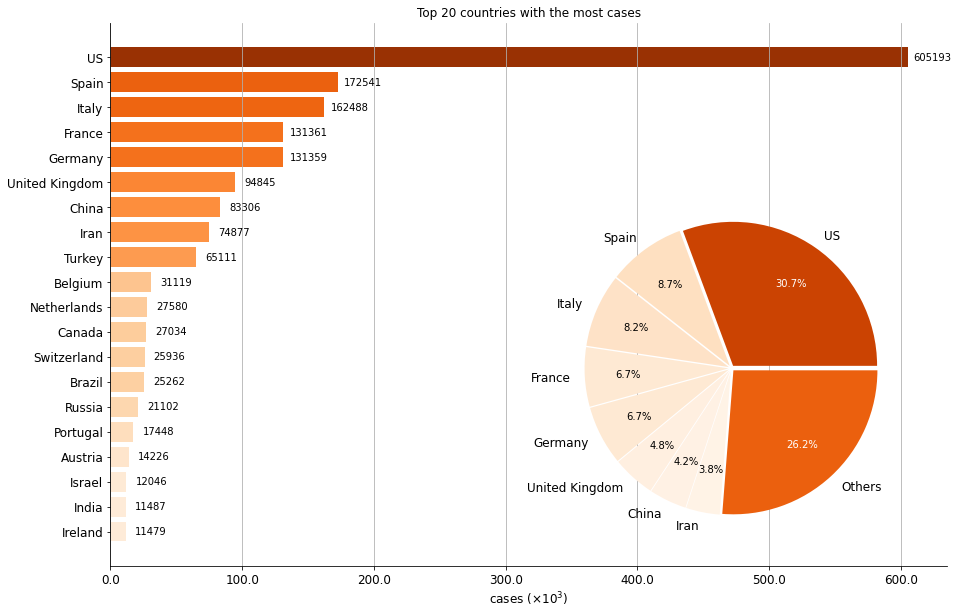 Top 20 countries with the most cases
US 605193
Spain 172541
Italy 162488
France 131361
Germany 131359
United Kingdom 94845
China 83306
Iran 74877
Turkey 65111
Belgium 31119
Netherlands 27580
Canada 27034
Switzerland 25936
Brazil 25262
Russia 21102
Portugal 17448
Austria 14226
Israel 12046
India 11487
Ireland 11479
0.0 100.0 200.0 300.0 400.0 500.0 600.0
cases (×10³)
US 30.7%
Spain 8.7%
Italy 8.2%
France 6.7%
Germany 6.7%
United Kingdom 4.8%
China 4.2%
Iran 3.8%
Others 26.2%